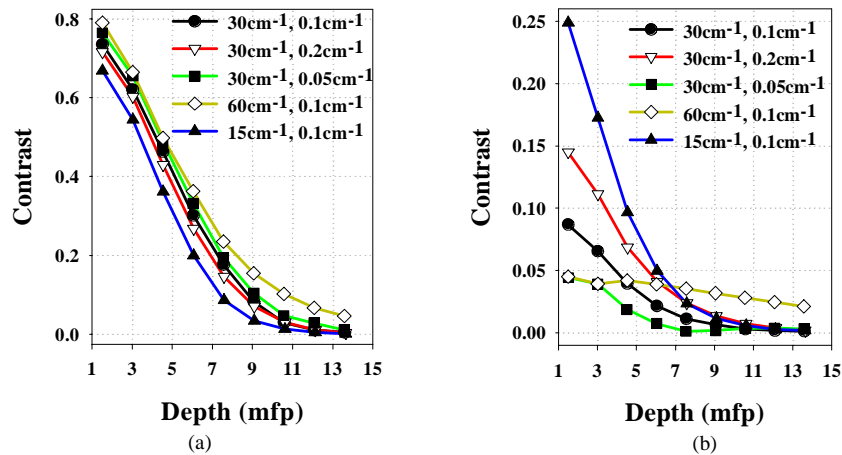 0.8
0.6
0.4
0.2
0.0
Contrast
30cm-1, 0.1cm-1
30cm-1, 0.2cm-1
30cm-1, 0.05cm-1
60cm-1, 0.1cm-1
15cm-1, 0.1cm-1
1 3 5 7 9 11 13 15
Depth (mfp)
(a)
0.25
0.20
0.15
0.10
0.05
0.00
Contrast
30cm-1, 0.1cm-1
30cm-1, 0.2cm-1
30cm-1, 0.05cm-1
60cm-1, 0.1cm-1
15cm-1, 0.1cm-1
1 3 5 7 9 11 13 15
Depth (mfp)
(b)